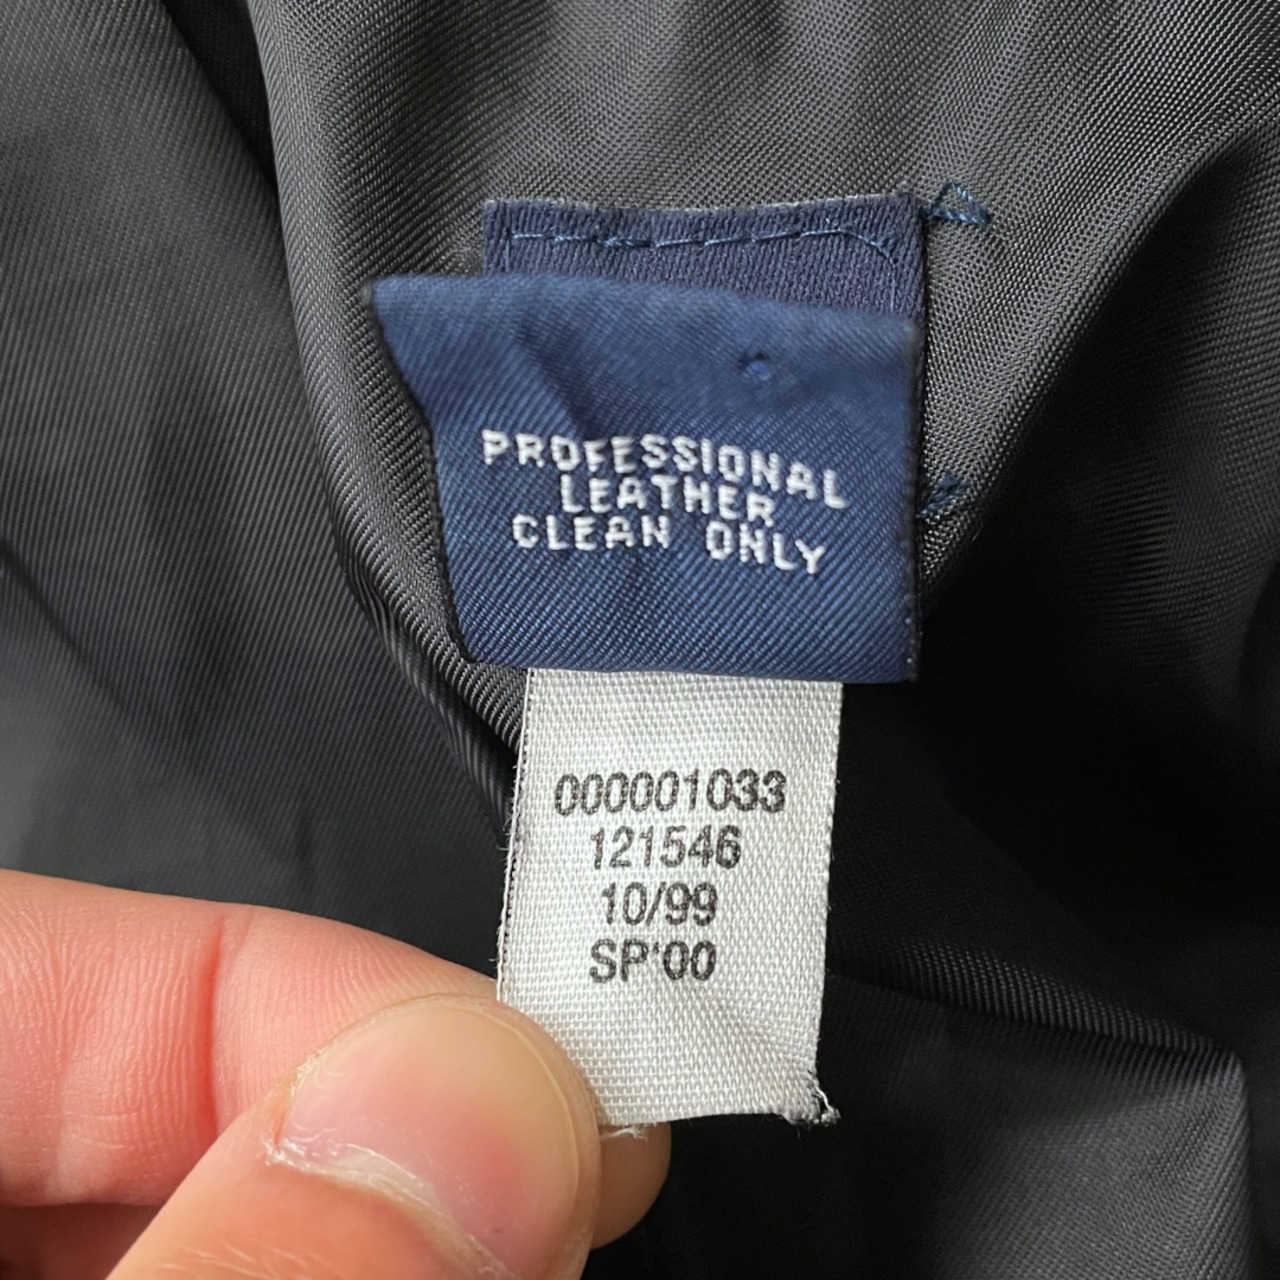 PROFESSIONAL
LEATHER
CLEAN ONLY
000001033
121546
10/99
SP'00